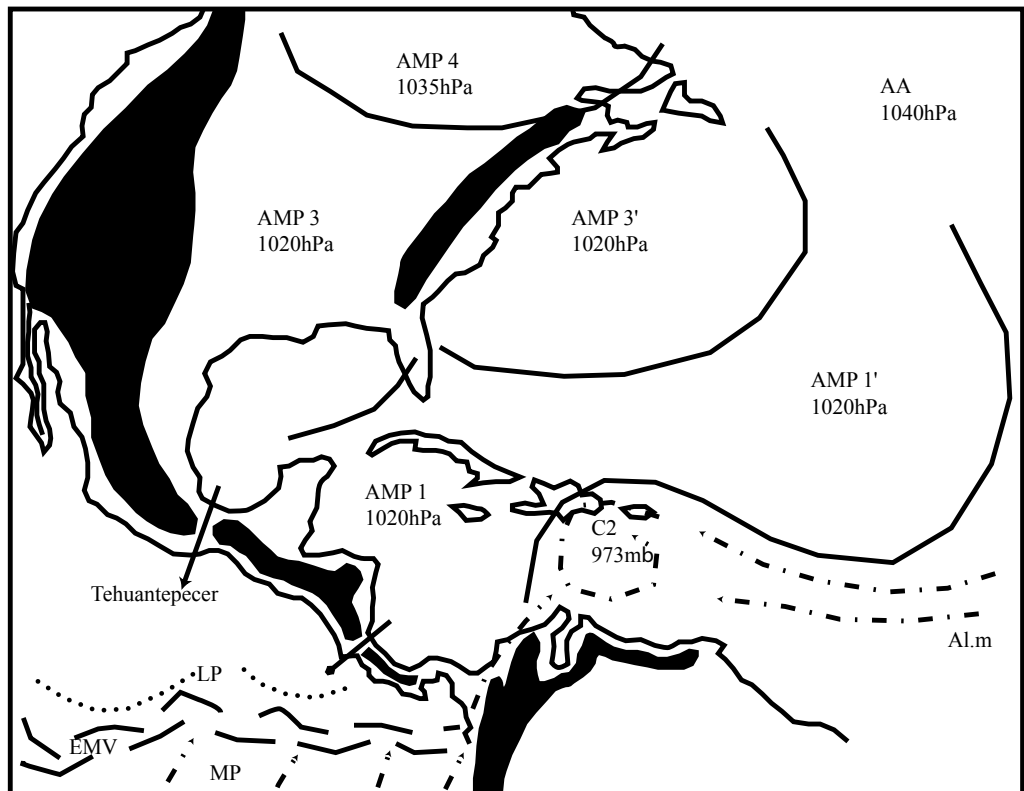 AMP 4
1035hPa
AA
1040hPa
AMP 3
1020hPa
AMP 3'
1020hPa
AMP 1'
1020hPa
AMP 1
1020hPa
C2
973mb
Tehuantepecer
Al.m
LP
EMV
MP